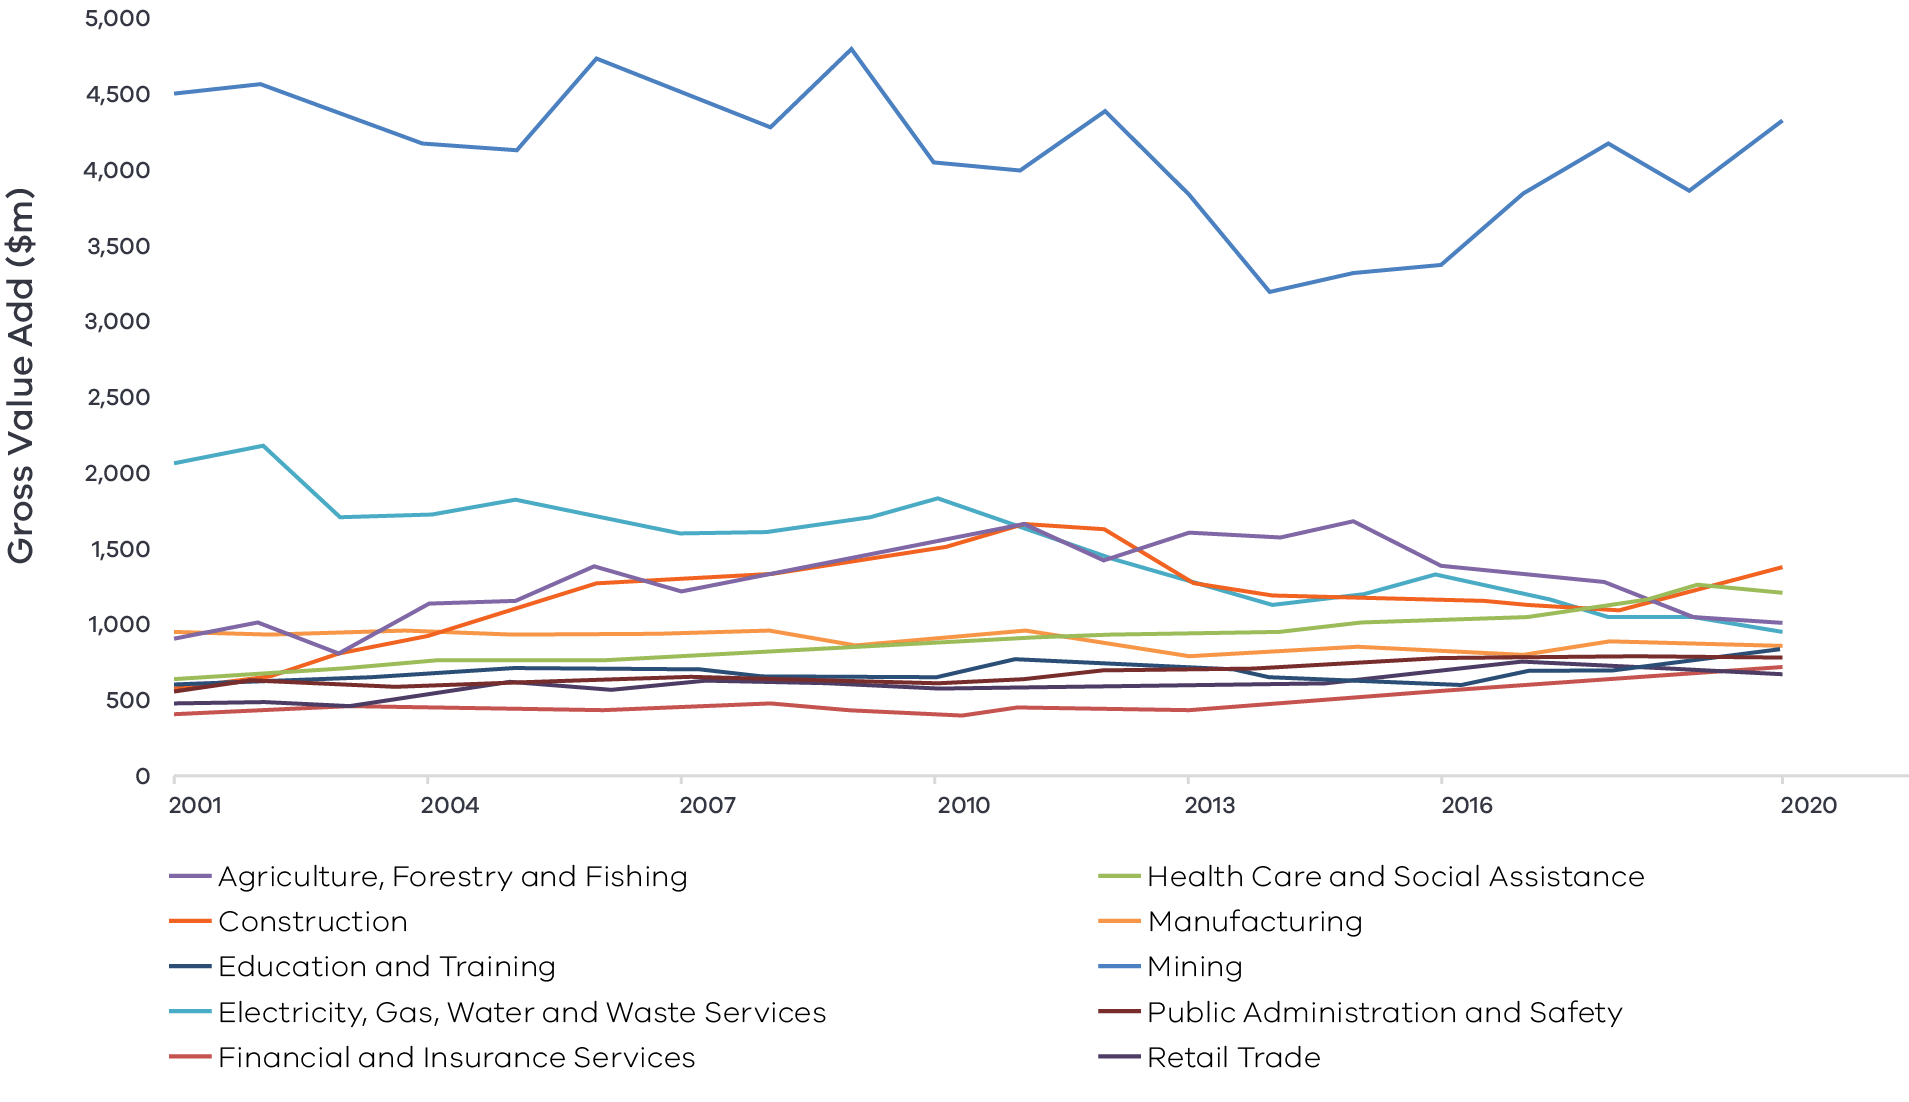 Gross Value Add ($m)
5,000
4,500
4,000
3,500
3,000
2,500
2,000
1,500
1,000
500
0
2001 2004 2007 2010 2013 2016 2020
Agriculture, Forestry and Fishing
Construction
Education and Training
Electricity, Gas, Water and Waste Services
Financial and Insurance Services
Health Care and Social Assistance
Manufacturing
Mining
Public Administration and Safety
Retail Trade